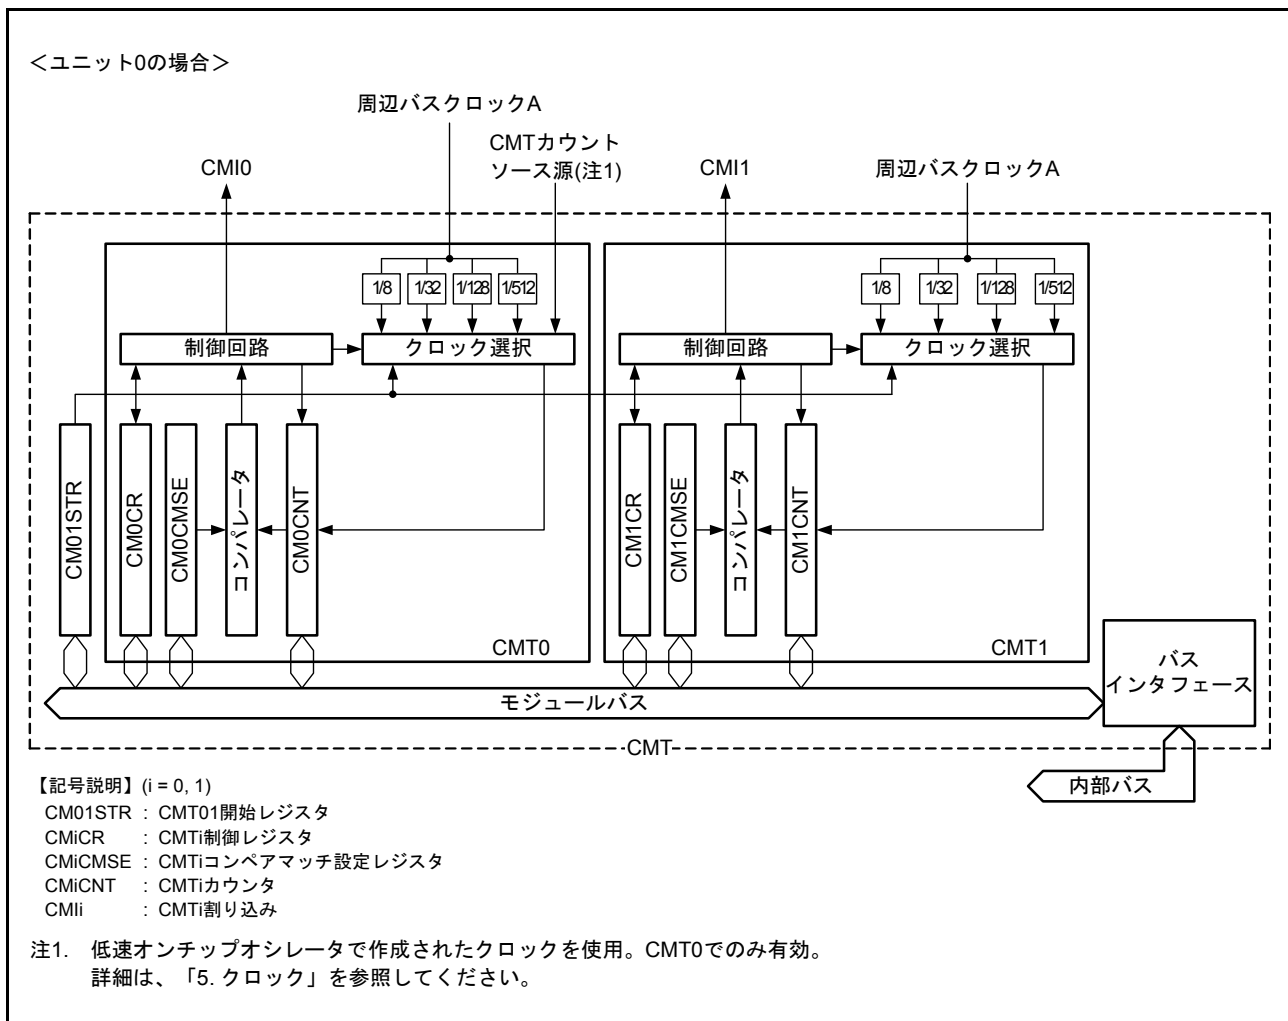 ＜ユニット0の場合＞
周辺バスクロックA
CMTカウント
ソース源(注1)
CMI0
CMI1
周辺バスクロックA
1/8
1/32
1/128
1/512
1/8
1/32
1/128
1/512
制御回路
クロック選択
制御回路
クロック選択
CM01STR
CM0CR
CM0CMSE
コンパレータ
CM0CNT
CM1CR
CM1CMSE
コンパレータ
CM1CNT
CMT0
CMT1
バス
インタフェース
モジュールバス
CMT
内部バス
【記号説明】(i = 0, 1)
CM01STR : CMT01開始レジスタ
CMiCR : CMTi制御レジスタ
CMiCMSE : CMTiコンペアマッチ設定レジスタ
CMiCNT : CMTiカウンタ
CMIi : CMTi割り込み
注1. 低速オンチップオシレータで作成されたクロックを使用。CMT0でのみ有効。
詳細は、「5. クロック」を参照してください。